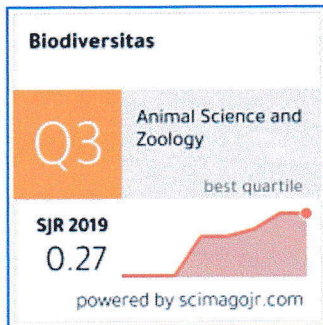 Biodiversitas
Q3
Animal Science and
Zoology
best quartile
SJR 2019
0.27
powered by scimagojr.com